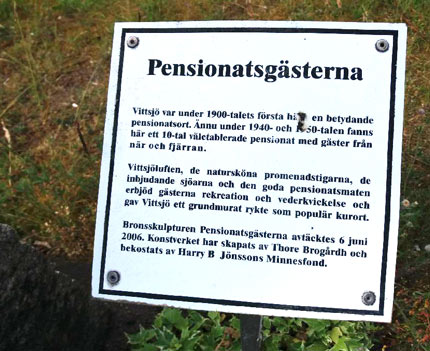 Pensionatsgästerna
Vittsjö var under 1900-talets första en betydande
pensionatsort. Ännu under 1940- och 50-talen fanns
här ett 10-tal väletablerade pensionat med gäster från
när och fjärran.
Vittsjöluften, de natursköna promenadstigarna, de
inbjudande sjöarna och den goda pensionatsmaten
erbjöd gästerna rekreation och vederkvickelse och
gav Vittsjö ett grundmurat rykte som populär kurort.
Bronsskulpturen Pensionatsgästerna avtäcktes 6 juni
2006. Konstverket har skapats av Thore Brogårdh och
bekostats av Harry B Jönssons Minnesfond.